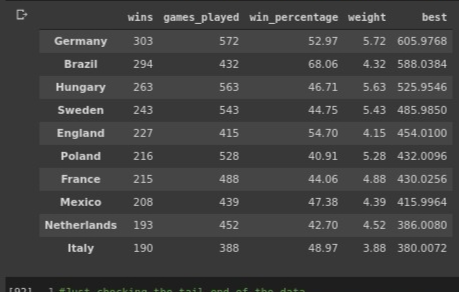 wins games_played win_percentage weight best
Germany 303 572 52.97 5.72 605.9768
Brazil 294 432 68.06 4.32 588.0384
Hungary 263 563 46.71 5.63 525.9546
Sweden 243 543 44.75 5.43 485.9850
England 227 415 54.70 4.15 454.0100
Poland 216 528 40.91 5.28 432.0096
France 215 488 44.06 4.88 430.0256
Mexico 208 439 47.38 4.39 415.9964
Netherlands 193 452 42.70 4.52 386.0080
Italy 190 388 48.97 3.88 380.0072
[92] 1 #Just checking the tail end of the data